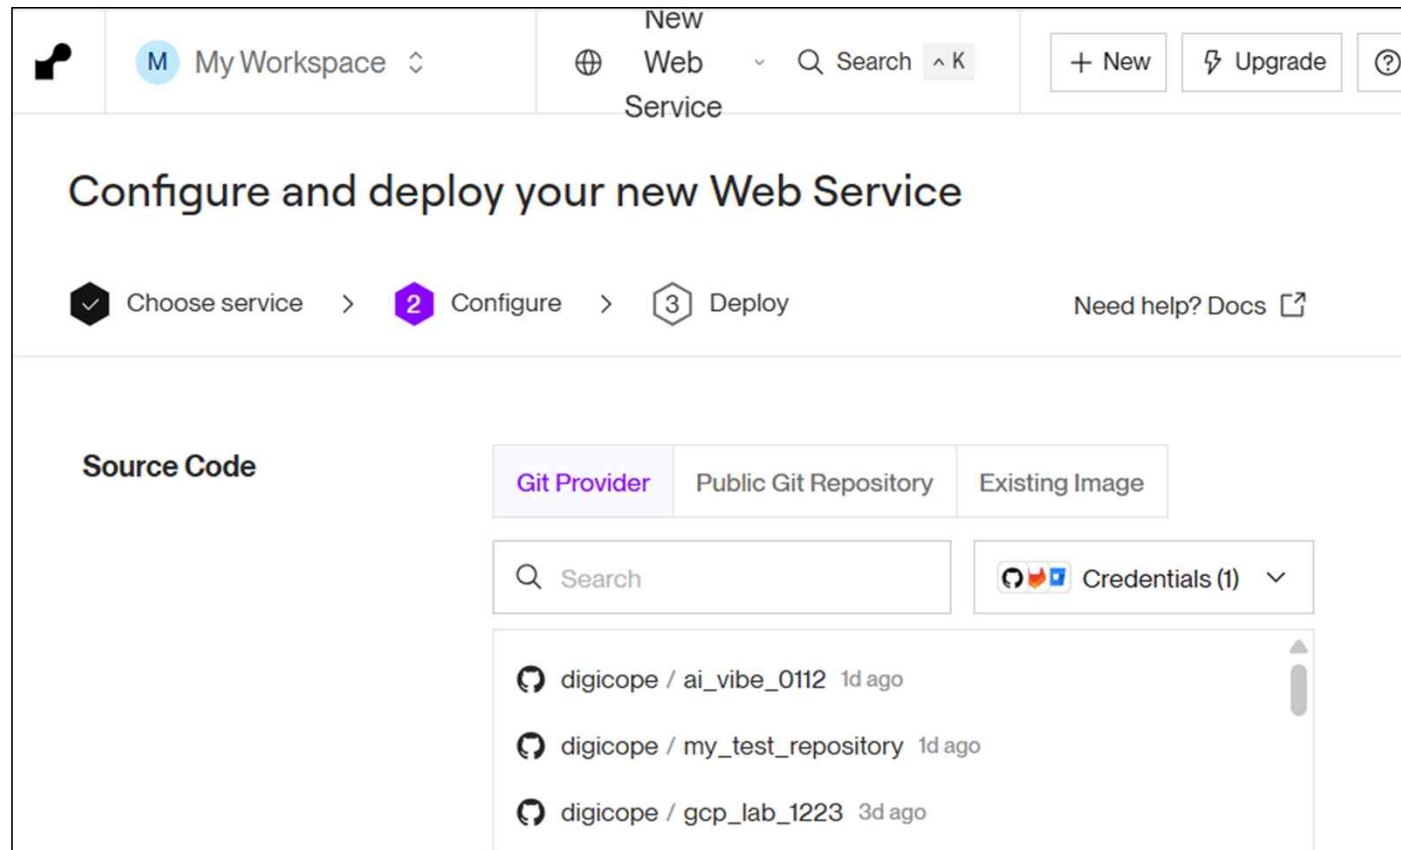 M My Workspace
New Web Service
Search ^ K
+ New
Upgrade
?
Configure and deploy your new Web Service
Choose service > 2 Configure > 3 Deploy
Need help? Docs
Source Code
Git Provider
Public Git Repository
Existing Image
Search
Credentials (1)
digicope / ai_vibe_0112 1d ago
digicope / my_test_repository 1d ago
digicope / gcp_lab_1223 3d ago